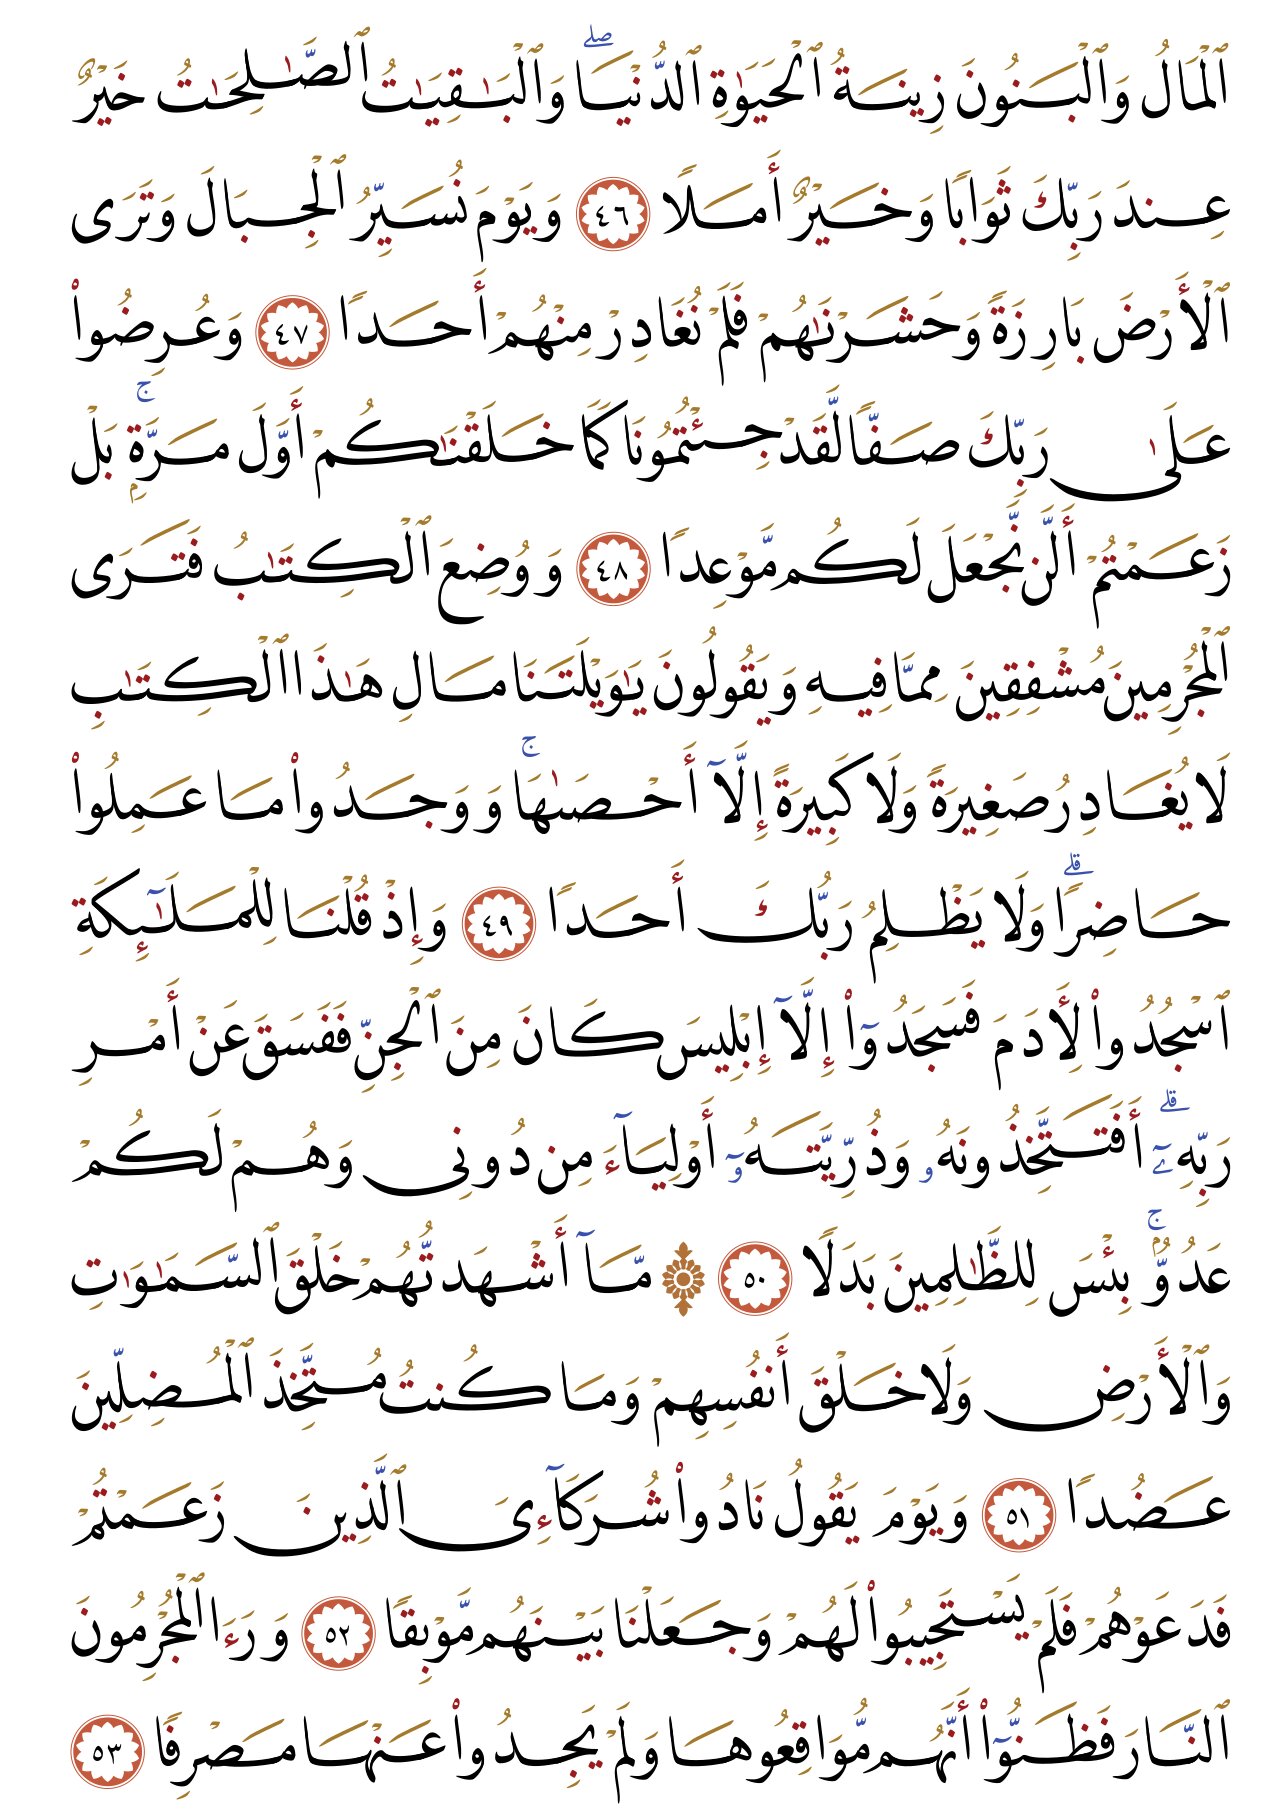 ٱلْمَالُ وَٱلْبَنُونَ زِينَةُ ٱلْحَيَوٰةِ ٱلدُّنْيَاۖ وَٱلْبَـٰقِيَـٰتُ ٱلصَّـٰلِحَـٰتُ خَيْرٌ
عِندَ رَبِّكَ ثَوَابًا وَخَيْرٌ أَمَلًا ٤٦ وَيَوْمَ نُسَيِّرُ ٱلْجِبَالَ وَتَرَى
ٱلْأَرْضَ بَارِزَةً وَحَشَرْنَـٰهُمْ فَلَمْ نُغَادِرْ مِنْهُمْ أَحَدًا ٤٧ وَعُرِضُوا۟
عَلَىٰ رَبِّكَ صَفًّا لَّقَدْ جِئْتُمُونَا كَمَا خَلَقْنَـٰكُمْ أَوَّلَ مَرَّةٍۭۚ بَلْ
زَعَمْتُمْ أَلَّن نَّجْعَلَ لَكُم مَّوْعِدًا ٤٨ وَوُضِعَ ٱلْكِتَـٰبُ فَتَرَى
ٱلْمُجْرِمِينَ مُشْفِقِينَ مِمَّا فِيهِ وَيَقُولُونَ يَـٰوَيْلَتَنَا مَالِ هَـٰذَا ٱلْكِتَـٰبِ
لَا يُغَادِرُ صَغِيرَةً وَلَا كَبِيرَةً إِلَّآ أَحْصَىٰهَاۚ وَوَجَدُوا۟ مَا عَمِلُوا۟
حَاضِرًاۗ وَلَا يَظْلِمُ رَبُّكَ أَحَدًا ٤٩ وَإِذْ قُلْنَا لِلْمَلَـٰٓئِكَةِ
ٱسْجُدُوا۟ لِـَٔادَمَ فَسَجَدُوٓا۟ إِلَّآ إِبْلِيسَ كَانَ مِنَ ٱلْجِنِّ فَفَسَقَ عَنْ أَمْرِ
رَبِّهِۦٓۗ أَفَتَتَّخِذُونَهُۥ وَذُرِّيَّتَهُۥٓ أَوْلِيَآءَ مِن دُونِى وَهُمْ لَكُمْ
عَدُوٌّۢۚ بِئْسَ لِلظَّـٰلِمِينَ بَدَلًا ٥٠ ۞ مَّآ أَشْهَدتُّهُمْ خَلْقَ ٱلسَّمَـٰوَٰتِ
وَٱلْأَرْضِ وَلَا خَلْقَ أَنفُسِهِمْ وَمَا كُنتُ مُتَّخِذَ ٱلْمُضِلِّينَ
عَضُدًا ٥١ وَيَوْمَ يَقُولُ نَادُوا۟ شُرَكَآءِىَ ٱلَّذِينَ زَعَمْتُمْ
فَدَعَوْهُمْ فَلَمْ يَسْتَجِيبُوا۟ لَهُمْ وَجَعَلْنَا بَيْنَهُم مَّوْبِقًا ٥٢ وَرَءَا ٱلْمُجْرِمُونَ
ٱلنَّارَ فَظَنُّوٓا۟ أَنَّهُم مُّوَاقِعُوهَا وَلَمْ يَجِدُوا۟ عَنْهَا مَصْرِفًا ٥٣